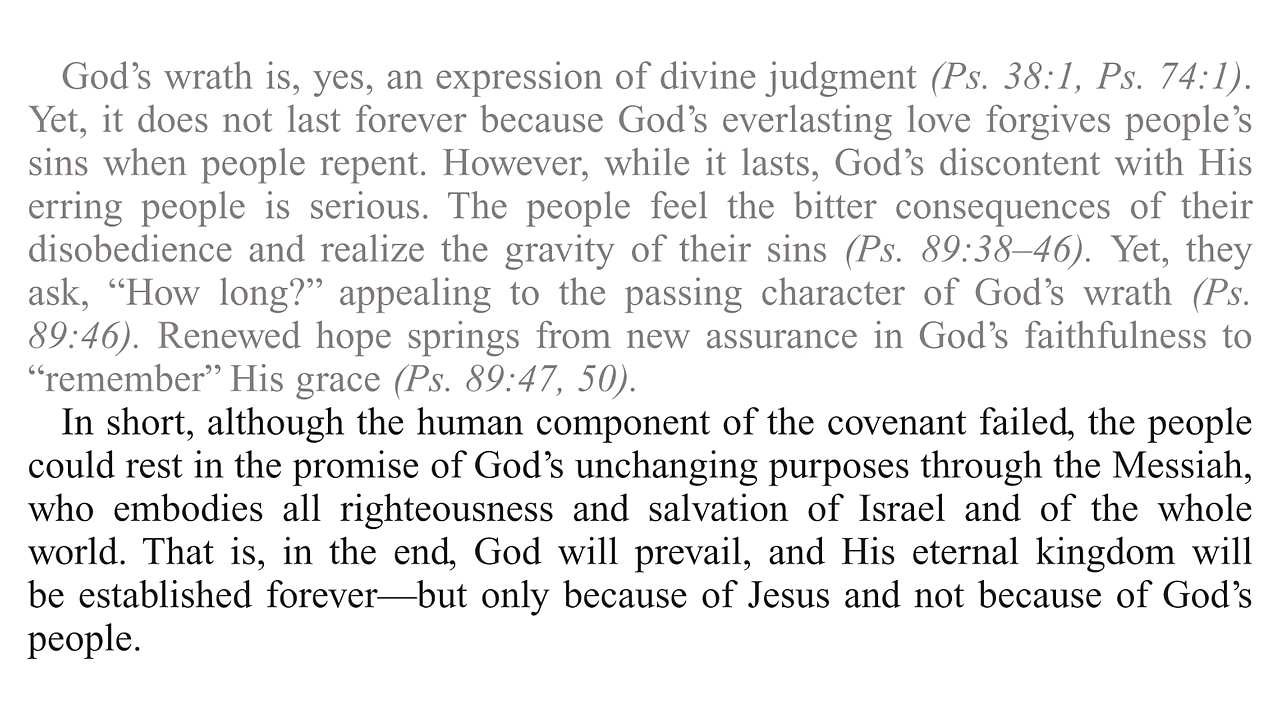 God’s wrath is, yes, an expression of divine judgment (Ps. 38:1, Ps. 74:1).
Yet, it does not last forever because God’s everlasting love forgives people’s
sins when people repent. However, while it lasts, God’s discontent with His
erring people is serious. The people feel the bitter consequences of their
disobedience and realize the gravity of their sins (Ps. 89:38–46). Yet, they
ask, “How long?” appealing to the passing character of God’s wrath (Ps.
89:46). Renewed hope springs from new assurance in God’s faithfulness to
“remember” His grace (Ps. 89:47, 50).
In short, although the human component of the covenant failed, the people
could rest in the promise of God’s unchanging purposes through the Messiah,
who embodies all righteousness and salvation of Israel and of the whole
world. That is, in the end, God will prevail, and His eternal kingdom will
be established forever—but only because of Jesus and not because of God’s
people.